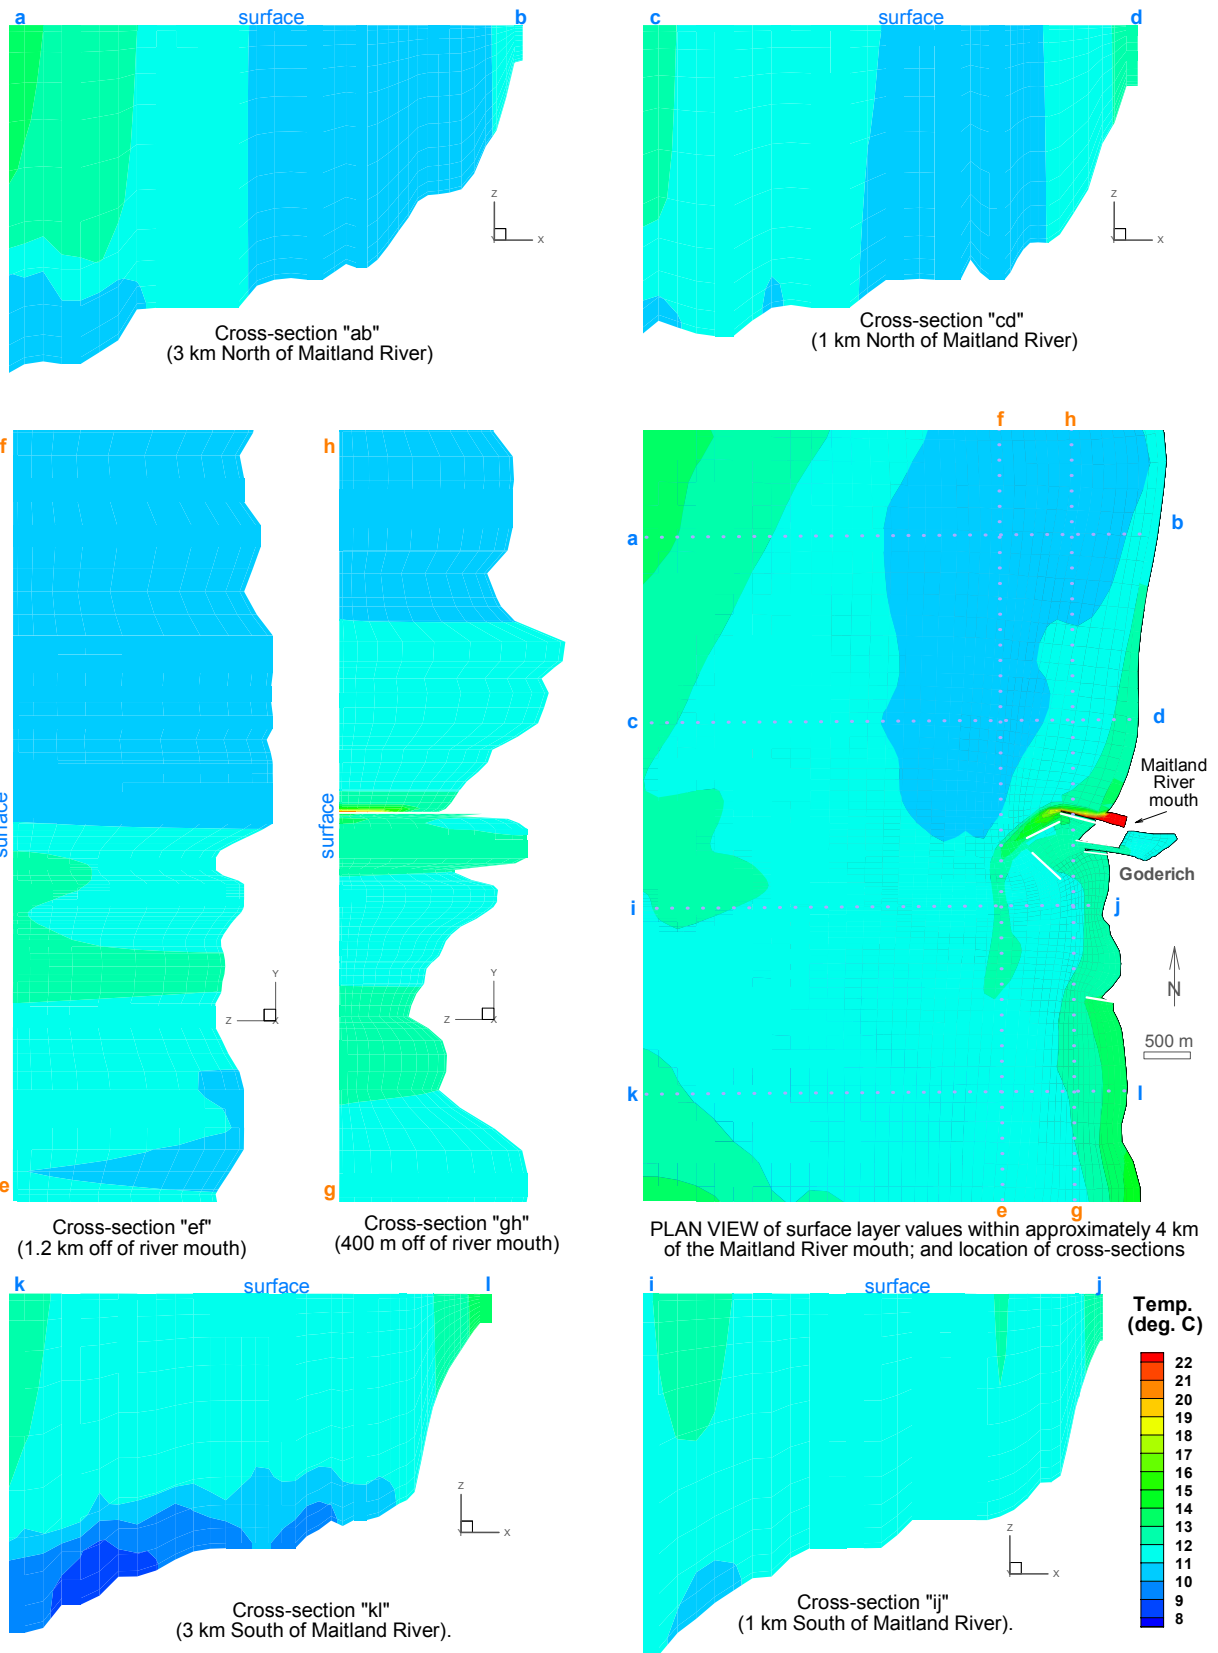 a surface b
c surface d
Z
X
Y
Z
X
Cross-section "ab"
(3 km North of Maitland River)
Cross-section "cd"
(1 km North of Maitland River)
f
h
f h
a
b
c
d
Maitland
River
mouth
surface
surface
Goderich
i
j
Y
Z
X
Y
Z
X
N
500 m
k
l
e
g
e g
Cross-section "ef"
(1.2 km off of river mouth)
Cross-section "gh"
(400 m off of river mouth)
PLAN VIEW of surface layer values within approximately 4 km
of the Maitland River mouth; and location of cross-sections
k surface l
i surface j
Temp.
(deg. C)
22
21
20
19
18
17
16
15
14
13
12
11
10
9
8
Z
X
Z
X
Cross-section "kl"
(3 km South of Maitland River).
Cross-section "ij"
(1 km South of Maitland River).